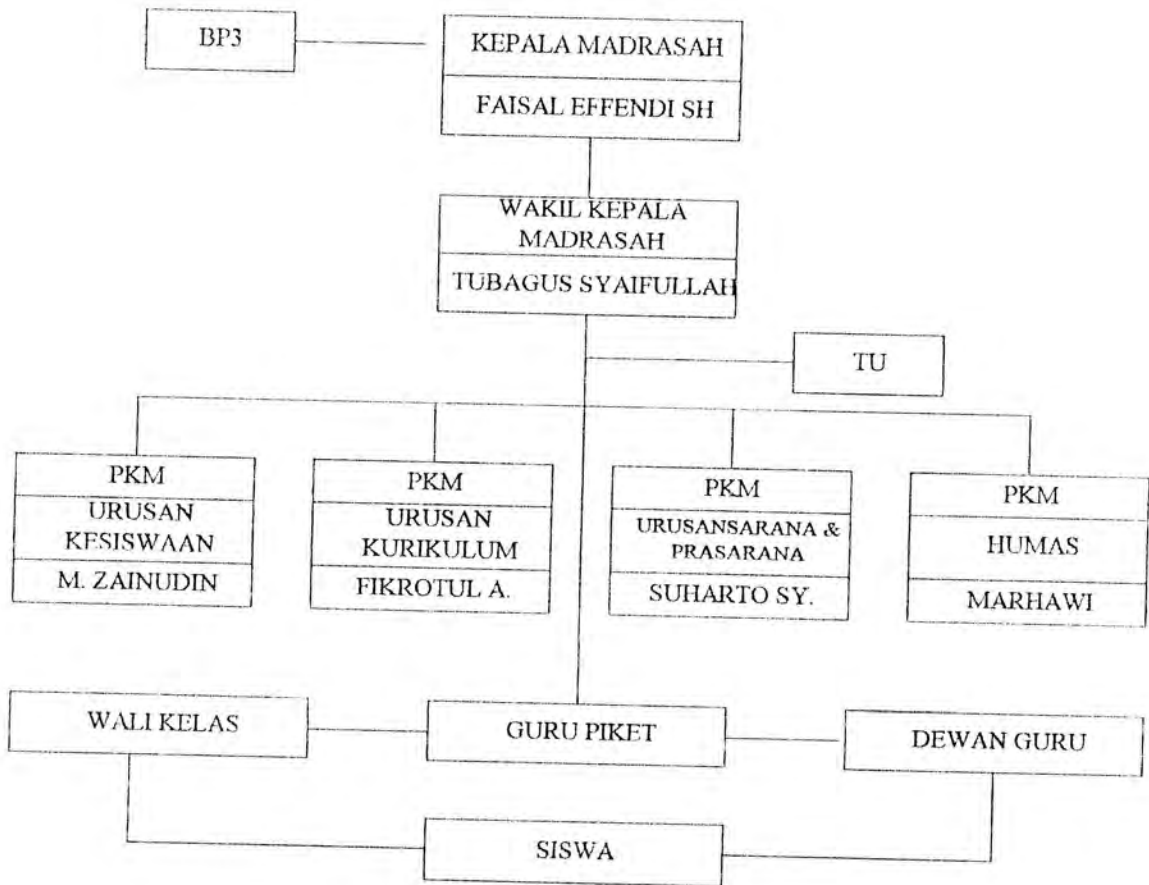 BP3
KEPALA MADRASAH
FAISAL EFFENDI SH
WAKIL KEPALA
MADRASAH
TUBAGUS SYAIFULLAH
TU
PKM
URUSAN
KESISWAAN
M. ZAINUDIN
PKM
URUSAN
KURIKULUM
FIKROTUL A.
PKM
URUSANSARANA &
PRASARANA
SUHARTO SY.
PKM
HUMAS
MARHAWI
WALI KELAS
GURU PIKET
DEWAN GURU
SISWA